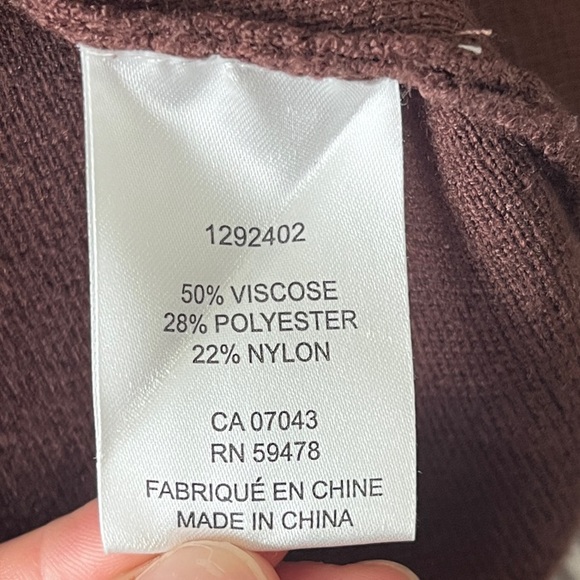 1292402
50% VISCOSE
28% POLYESTER
22% NYLON
CA 07043
RN 59478
FABRIQUÉ EN CHINE
MADE IN CHINA